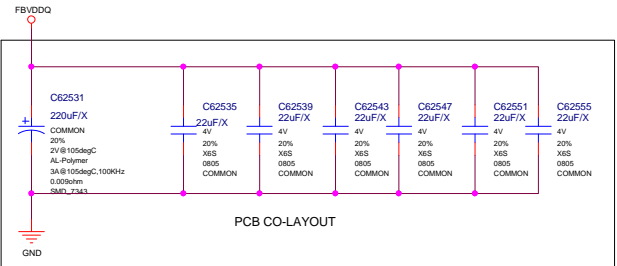 FBVDDQ
C62531
220uF/X
COMMON
20%
2V@105degC
AL-Polymer
3A@105degC,100KHz
0.009ohm
SMD_7343
C62535
22uF/X
4V
20%
X6S
0805
COMMON
C62539
22uF/X
4V
20%
X6S
0805
COMMON
C62543
22uF/X
4V
20%
X6S
0805
COMMON
C62547
22uF/X
4V
20%
X6S
0805
COMMON
C62551
22uF/X
4V
20%
X6S
0805
COMMON
C62555
22uF/X
4V
20%
X6S
0805
COMMON
PCB CO-LAYOUT
GND